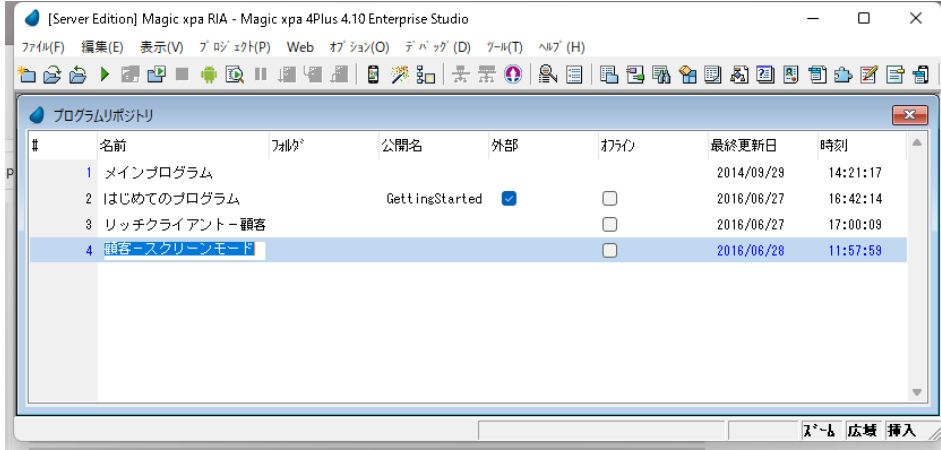 [Server Edition] Magic xpa RIA - Magic xpa 4Plus 4.10 Enterprise Studio
ﾌｧｲﾙ(F) 編集(E) 表示(V) ﾌﾟﾛｼﾞｪｸﾄ(P) Web ｵﾌﾟｼｮﾝ(O) ﾃﾞﾊﾞｯｸﾞ(D) ﾂｰﾙ(T) ﾍﾙﾌﾟ(H)
プログラムリポジトリ
# 名前 ﾌｫﾙﾀﾞ 公開名 外部 ｵﾌﾗｲﾝ 最終更新日 時刻
1 メインプログラム 2014/09/29 14:21:17
2 はじめてのプログラム GettingStarted 2016/06/27 16:42:14
3 リッチクライアント－顧客 2016/06/27 17:00:09
4 顧客－スクリーンモード 2016/06/28 11:57:59
ｽﾞｰﾑ 広域 挿入